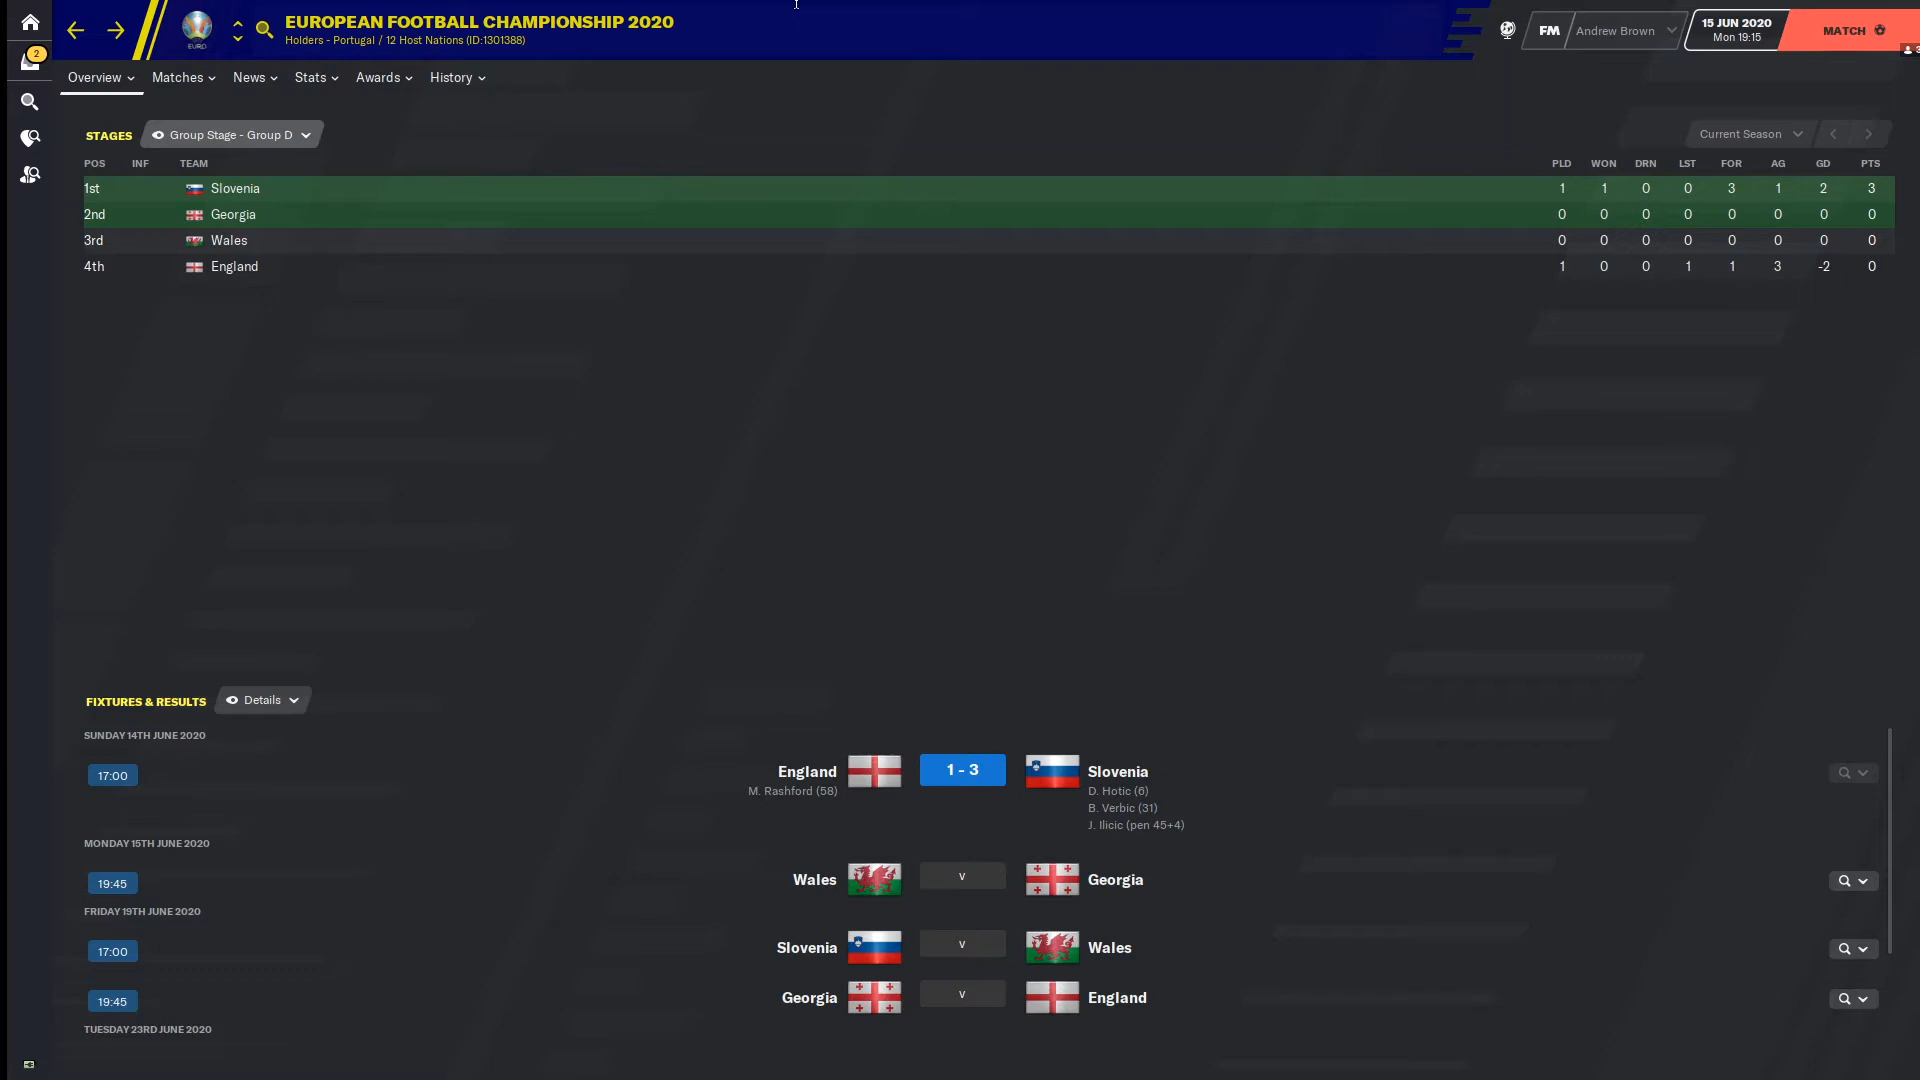 EUROPEAN FOOTBALL CHAMPIONSHIP 2020
Holders - Portugal / 12 Host Nations (ID:1301388)
EURO
FM Andrew Brown
15 JUN 2020
Mon 19:15
MATCH
2
3
Overview Matches News Stats Awards History
STAGES Group Stage - Group D Current Season
POS INF TEAM PLD WON DRN LST FOR AG GD PTS
1st Slovenia 1 1 0 0 3 1 2 3
2nd Georgia 0 0 0 0 0 0 0 0
3rd Wales 0 0 0 0 0 0 0 0
4th England 1 0 0 1 1 3 -2 0
FIXTURES & RESULTS Details
SUNDAY 14TH JUNE 2020
17:00 England 1 - 3 Slovenia
M. Rashford (58) D. Hotic (6)
B. Verbic (31)
J. Ilicic (pen 45+4)
MONDAY 15TH JUNE 2020
19:45 Wales v Georgia
FRIDAY 19TH JUNE 2020
17:00 Slovenia v Wales
19:45 Georgia v England
TUESDAY 23RD JUNE 2020